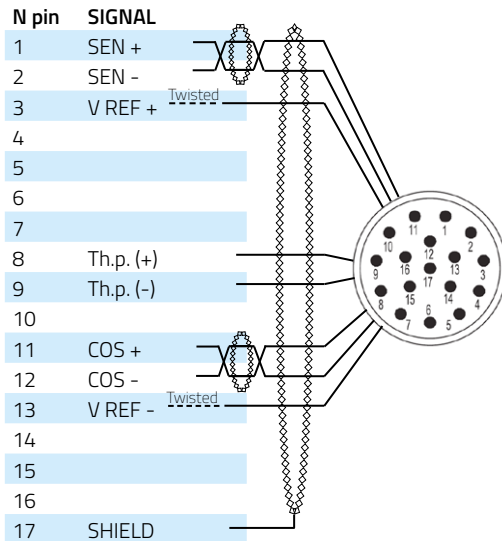 N pin SIGNAL
1 SEN +
2 SEN -
3 V REF + Twisted
4
5
6
7
8 Th.p. (+)
9 Th.p. (-)
10
11 COS +
12 COS -
13 V REF - Twisted
14
15
16
17 SHIELD
11 1
10 12 2
9 16 17 13 3
8 15 14 4
7 6 5